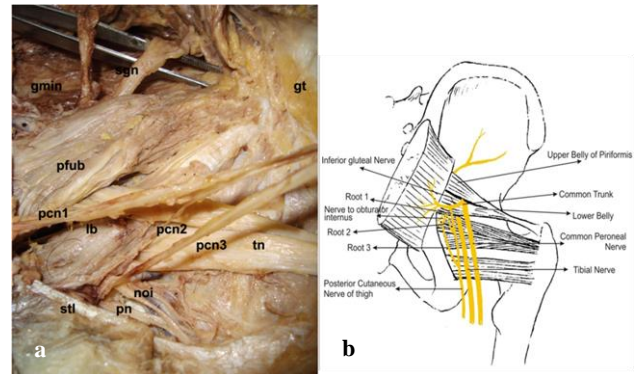 sgn
gmin
gt
pfub
pcn1
lb
pcn2
pcn3
tn
noi
stl
pn
a
b
Inferior gluteal Nerve
Root 1
Nerve to obturator
internus
Root 2
Root 3
Posterior Cutaneous
Nerve of thigh
Upper Belly of Piriformis
Common Trunk
Lower Belly
Common Peroneal
Nerve
Tibial Nerve